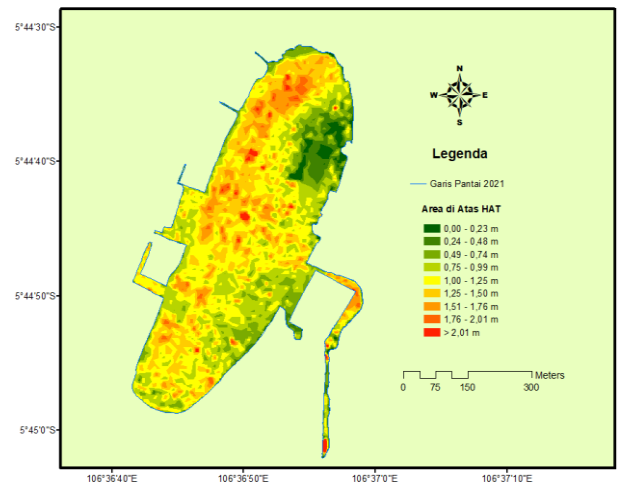 5°44'30"S
5°44'40"S
5°44'50"S
5°45'0"S
106°36'40"E
106°36'50"E
106°37'0"E
106°37'10"E
N
W
E
S
Legenda
Garis Pantai 2021
Area di Atas HAT
0,00 - 0,23 m
0,24 - 0,48 m
0,49 - 0,74 m
0,75 - 0,99 m
1,00 - 1,25 m
1,25 - 1,50 m
1,51 - 1,76 m
1,76 - 2,01 m
> 2,01 m
Meters
0 75 150 300